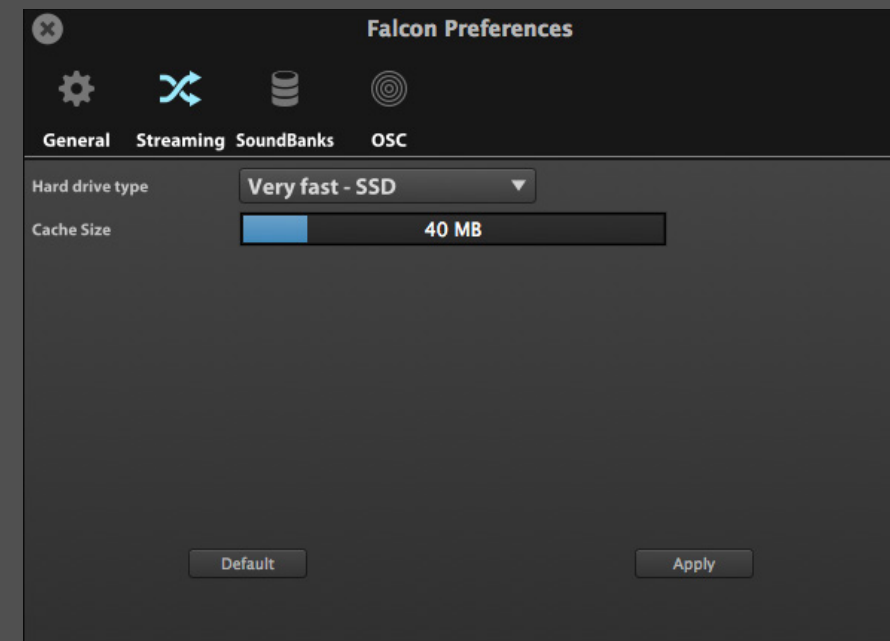 Falcon Preferences
General Streaming SoundBanks OSC
Hard drive type Very fast - SSD
Cache Size 40 MB
Default Apply